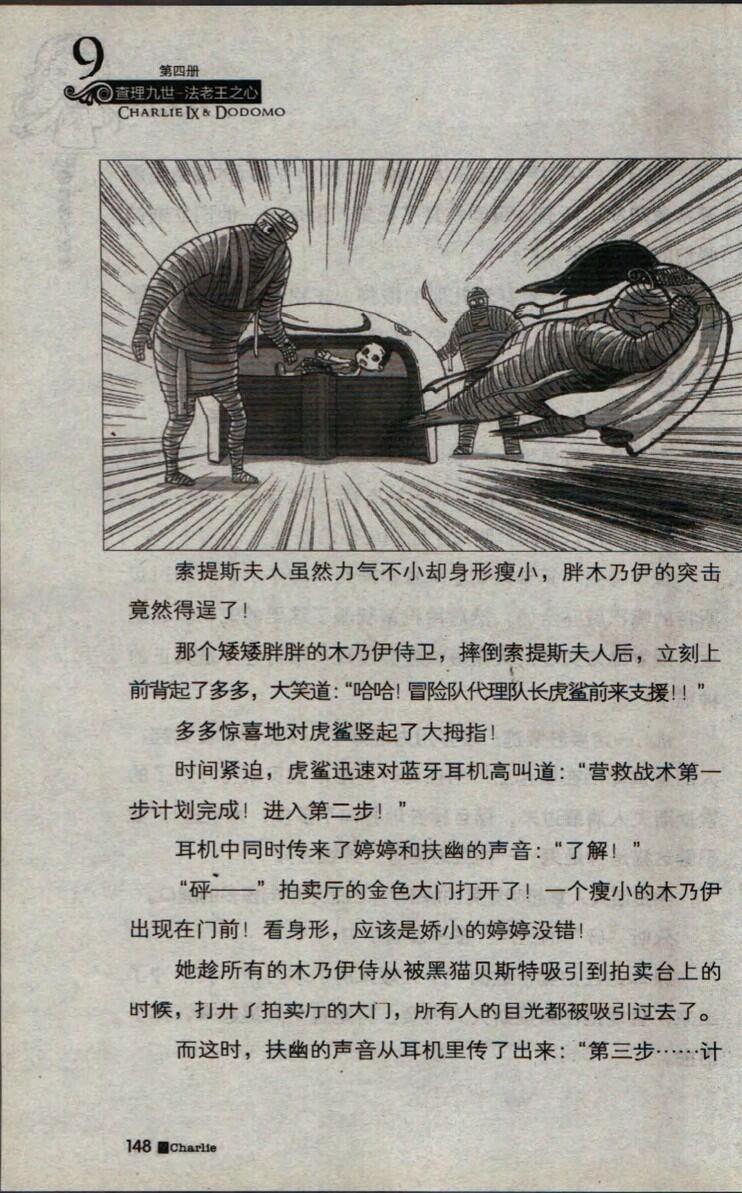 9
第四册
查理九世-法老王之心
CHARLIE IX & DODOMO
索提斯夫人虽然力气不小却身形瘦小，胖木乃伊的突击
竟然得逞了！
那个矮矮胖胖的木乃伊侍卫，摔倒索提斯夫人后，立刻上
前背起了多多，大笑道：“哈哈！冒险队代理队长虎鲨前来支援！！”
多多惊喜地对虎鲨竖起了大拇指！
时间紧迫，虎鲨迅速对蓝牙耳机高叫道：“营救战术第一
步计划完成！进入第二步！”
耳机中同时传来了婷婷和扶幽的声音：“了解！”
“砰——”拍卖厅的金色大门打开了！一个瘦小的木乃伊
出现在门前！看身形，应该是娇小的婷婷没错！
她趁所有的木乃伊侍从被黑猫贝斯特吸引到拍卖台上的
时候，打开了拍卖厅的大门，所有人的目光都被吸引过去了。
而这时，扶幽的声音从耳机里传了出来：“第三步……计
148 Charlie